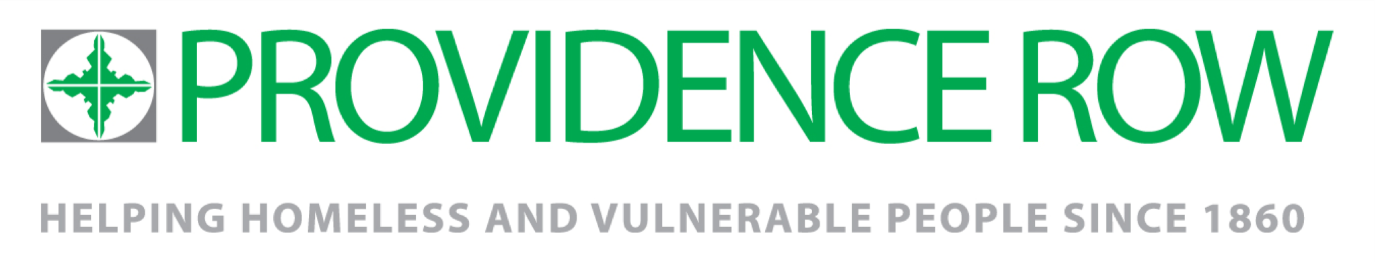 PROVIDENCE ROW
HELPING HOMELESS AND VULNERABLE PEOPLE SINCE 1860